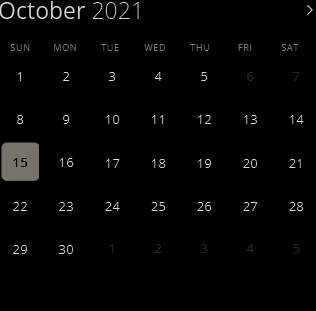 October 2021
SUN MON TUE WED THU FRI SAT
1 2 3 4 5 6 7
8 9 10 11 12 13 14
15 16 17 18 19 20 21
22 23 24 25 26 27 28
29 30 1 2 3 4 5